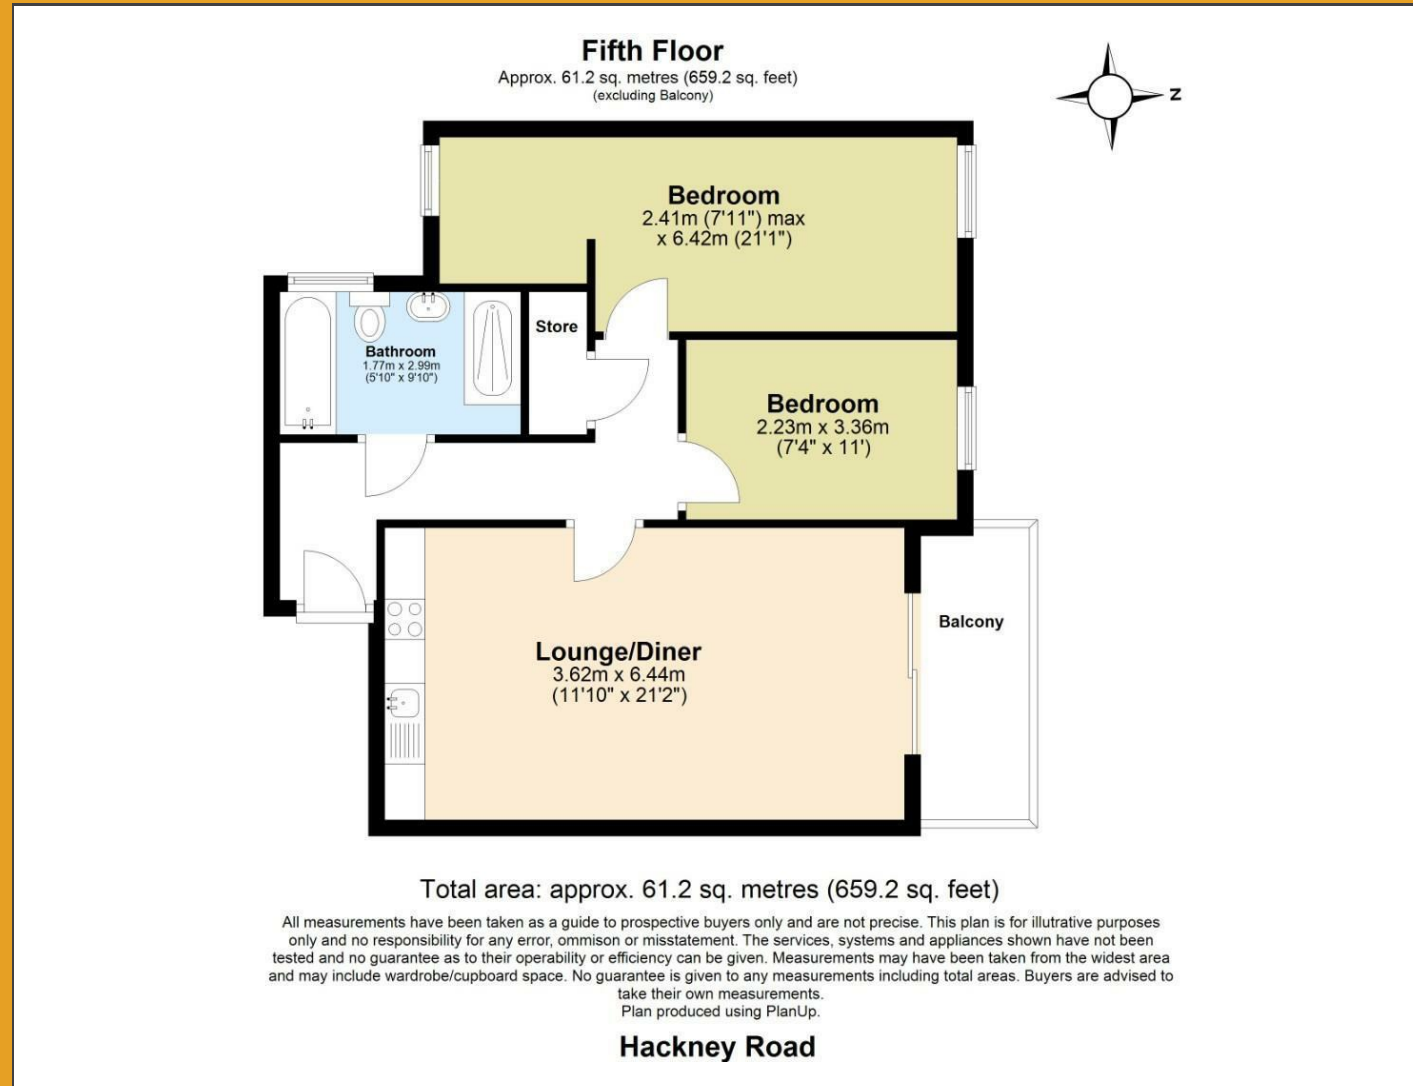 Fifth Floor
Approx. 61.2 sq. metres (659.2 sq. feet)
(excluding Balcony)
N
Bedroom
2.41m (7'11") max
x 6.42m (21'1")
Store
Bathroom
1.77m x 2.99m
(5'10" x 9'10")
Bedroom
2.23m x 3.36m
(7'4" x 11')
Balcony
Lounge/Diner
3.62m x 6.44m
(11'10" x 21'2")
Total area: approx. 61.2 sq. metres (659.2 sq. feet)
All measurements have been taken as a guide to prospective buyers only and are not precise. This plan is for illutrative purposes
only and no responsibility for any error, ommison or misstatement. The services, systems and appliances shown have not been
tested and no guarantee as to their operability or efficiency can be given. Measurements may have been taken from the widest area
and may include wardrobe/cupboard space. No guarantee is given to any measurements including total areas. Buyers are advised to
take their own measurements.
Plan produced using PlanUp.
Hackney Road